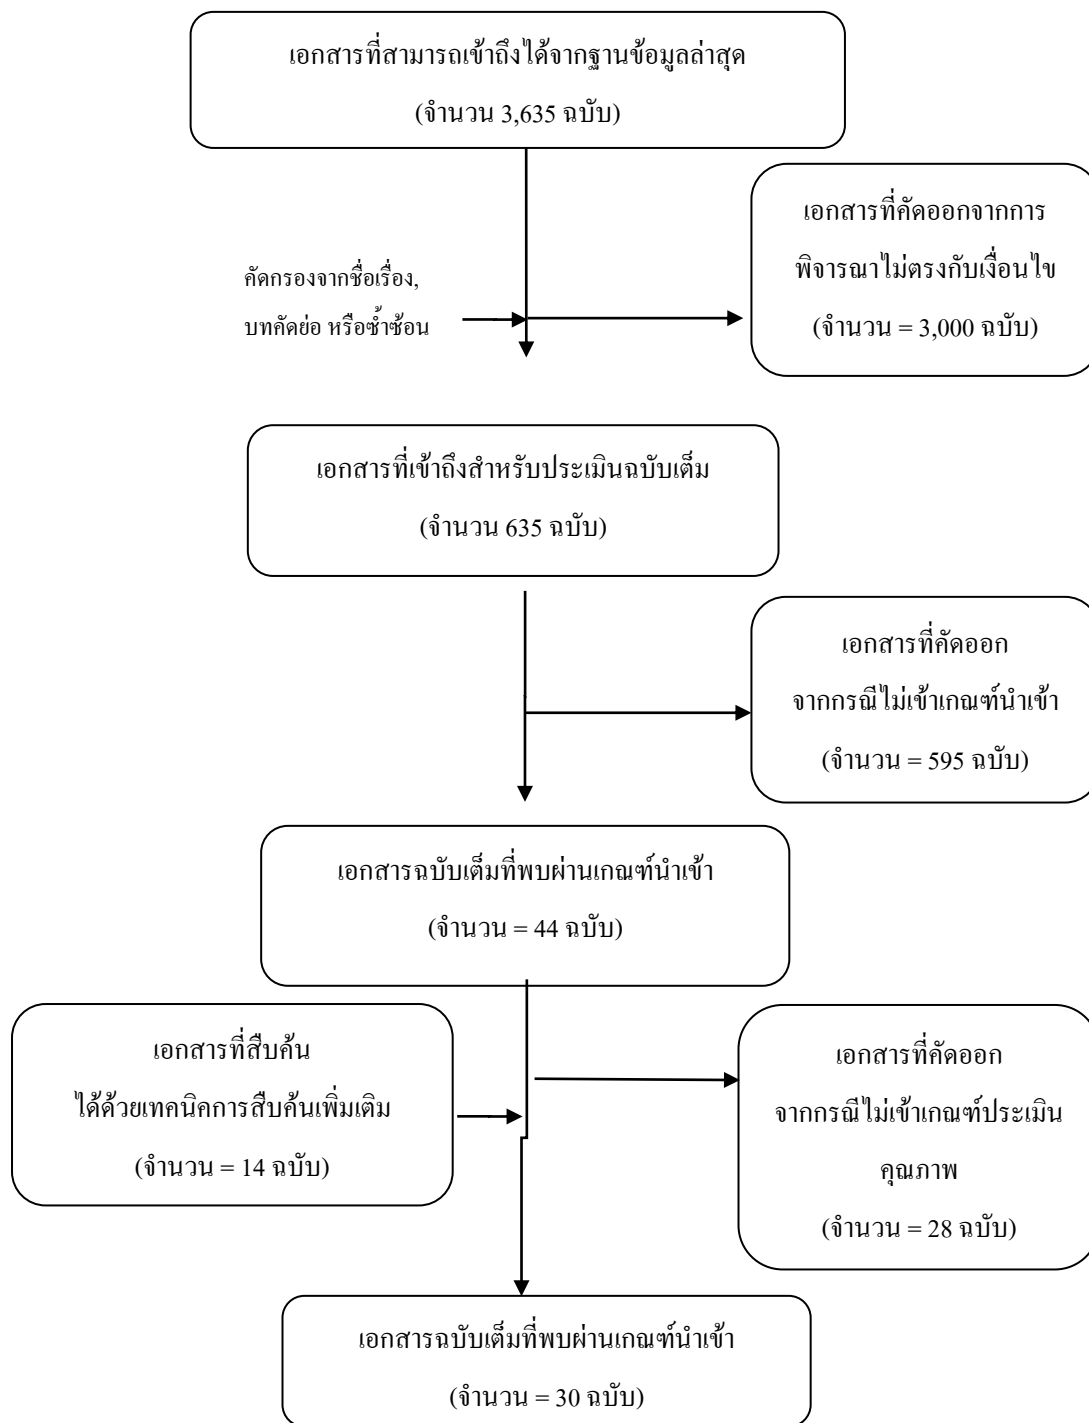 เอกสารที่สามารถเข้าถึงได้จากฐานข้อมูลล่าสุด
(จำนวน 3,635 ฉบับ)
เอกสารที่คัดออกจากการ
พิจารณาไม่ตรงกับเงื่อนไข
(จำนวน = 3,000 ฉบับ)
คัดกรองจากชื่อเรื่อง,
บทคัดย่อ หรือซ้ำซ้อน
เอกสารที่เข้าถึงสำหรับประเมินฉบับเต็ม
(จำนวน 635 ฉบับ)
เอกสารที่คัดออก
จากกรณีไม่เข้าเกณฑ์นำเข้า
(จำนวน = 595 ฉบับ)
เอกสารฉบับเต็มที่พบผ่านเกณฑ์นำเข้า
(จำนวน = 44 ฉบับ)
เอกสารที่สืบค้น
ได้ด้วยเทคนิคการสืบค้นเพิ่มเติม
(จำนวน = 14 ฉบับ)
เอกสารที่คัดออก
จากกรณีไม่เข้าเกณฑ์ประเมิน
คุณภาพ
(จำนวน = 28 ฉบับ)
เอกสารฉบับเต็มที่พบผ่านเกณฑ์นำเข้า
(จำนวน = 30 ฉบับ)